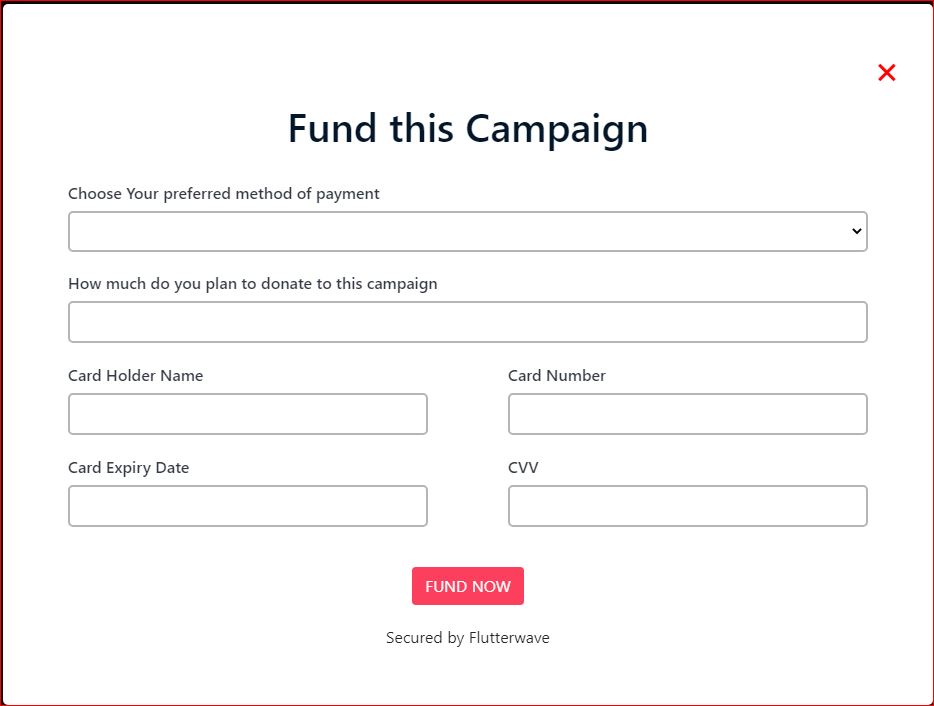 Fund this Campaign
Choose Your preferred method of payment
How much do you plan to donate to this campaign
Card Holder Name
Card Number
Card Expiry Date
CVV
FUND NOW
Secured by Flutterwave